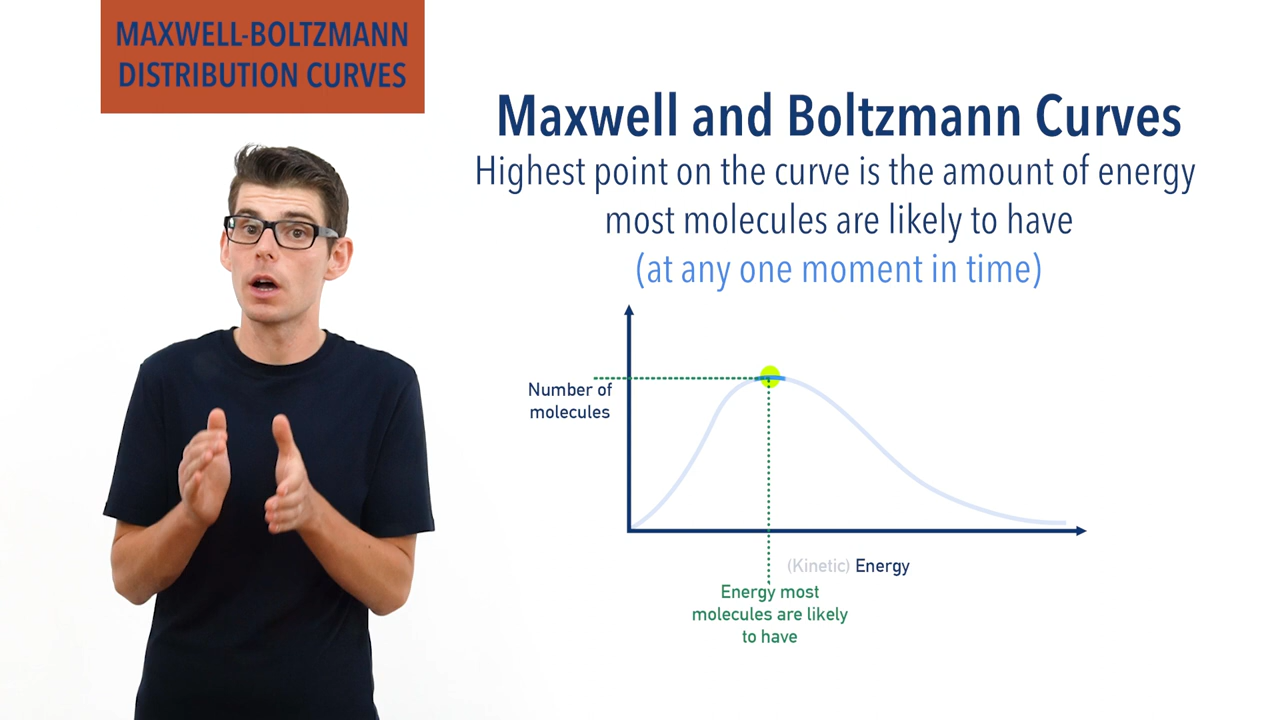 MAXWELL-BOLTZMANN
DISTRIBUTION CURVES
Maxwell and Boltzmann Curves
Highest point on the curve is the amount of energy
most molecules are likely to have
(at any one moment in time)
Number of
molecules
(Kinetic) Energy
Energy most
molecules are likely
to have